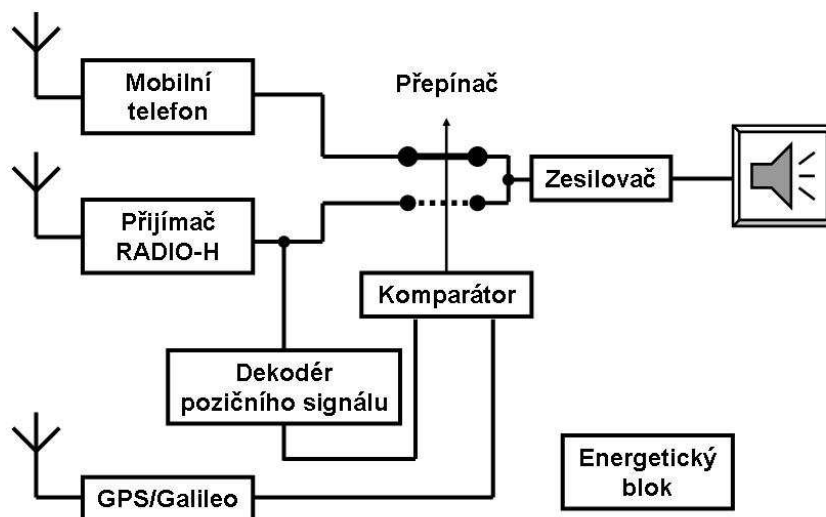 Mobilní
telefon
Přepínač
Zesilovač
Přijímač
RADIO-H
Komparátor
Dekodér
pozičního signálu
Energetický
blok
GPS/Galileo